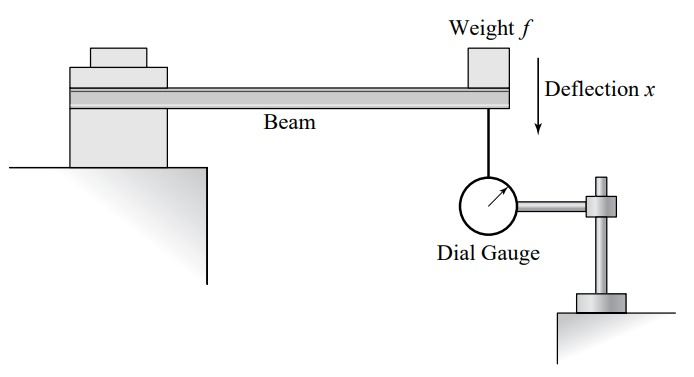 Weight f
Deflection x
Beam
Dial Gauge